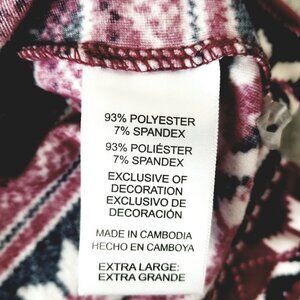 93% POLYESTER
7% SPANDEX
93% POLIÉSTER
7% SPANDEX
EXCLUSIVE OF
DECORATION
EXCLUSIVO DE
DECORACIÓN
MADE IN CAMBODIA
HECHO EN CAMBOYA
EXTRA LARGE:
EXTRA GRANDE